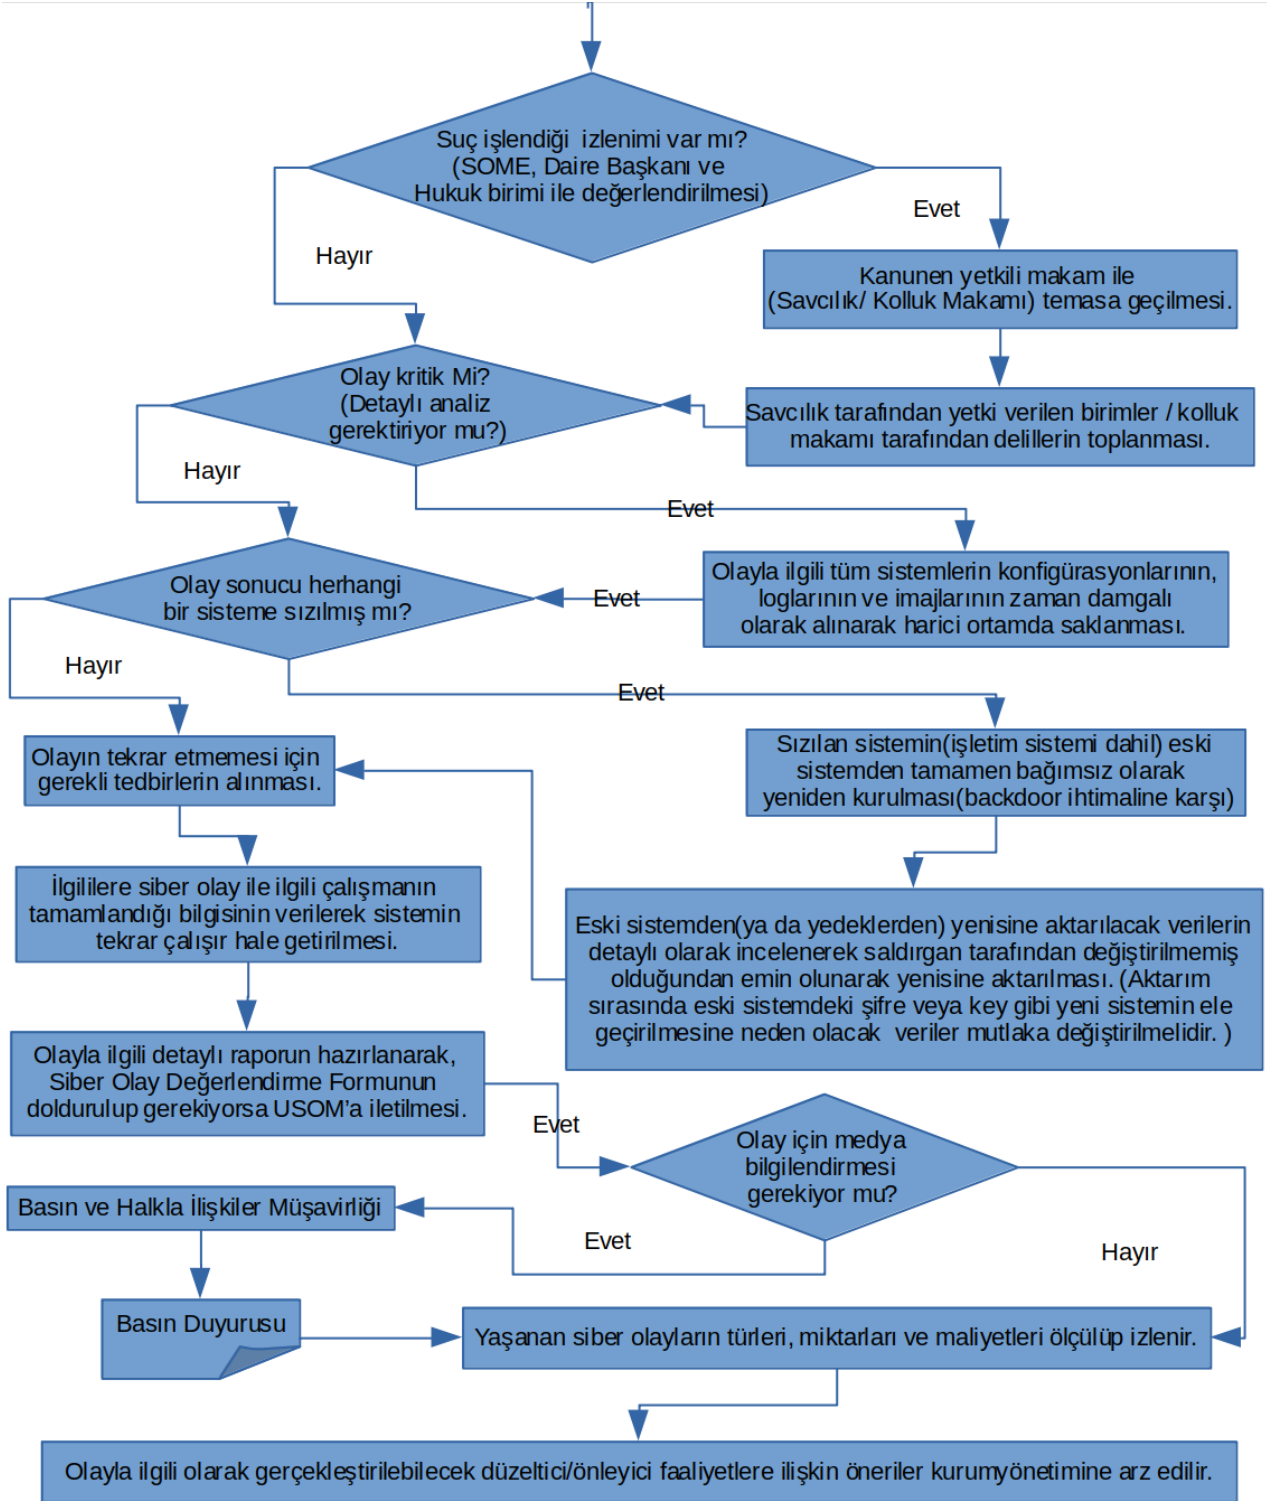 Suç işlendiği izlenimi var mı?
(SOME, Daire Başkanı ve
Hukuk birimi ile değerlendirilmesi)
Evet
Hayır
Kanunen yetkili makam ile
(Savcılık/ Kolluk Makamı) temasa geçilmesi.
Olay kritik Mi?
(Detaylı analiz
gerektiriyor mu?)
Savcılık tarafından yetki verilen birimler / kolluk
makamı tarafından delillerin toplanması.
Hayır
Evet
Olayla ilgili tüm sistemlerin konfigürasyonlarının,
loglarının ve imajlarının zaman damgalı
olarak alınarak harici ortamda saklanması.
Evet
Olay sonucu herhangi
bir sisteme sızılmış mı?
Hayır
Evet
Olayın tekrar etmemesi için
gerekli tedbirlerin alınması.
Sızılan sistemin(işletim sistemi dahil) eski
sistemden tamamen bağımsız olarak
yeniden kurulması(backdoor ihtimaline karşı)
İlgililere siber olay ile ilgili çalışmanın
tamamlandığı bilgisinin verilerek sistemin
tekrar çalışır hale getirilmesi.
Eski sistemden(ya da yedeklerden) yenisine aktarılacak verilerin
detaylı olarak incelenerek saldırgan tarafından değiştirilmemiş
olduğundan emin olunarak yenisine aktarılması. (Aktarım
sırasında eski sistemdeki şifre veya key gibi yeni sistemin ele
geçirilmesine neden olacak veriler mutlaka değiştirilmelidir. )
Olayla ilgili detaylı raporun hazırlanarak,
Siber Olay Değerlendirme Formunun
doldurulup gerekiyorsa USOM'a iletilmesi.
Evet
Olay için medya
bilgilendirmesi
gerekiyor mu?
Basın ve Halkla İlişkiler Müşavirliği
Evet
Hayır
Basın Duyurusu
Yaşanan siber olayların türleri, miktarları ve maliyetleri ölçülüp izlenir.
Olayla ilgili olarak gerçekleştirilebilecek düzeltici/önleyici faaliyetlere ilişkin öneriler kurumyönetimine arz edilir.